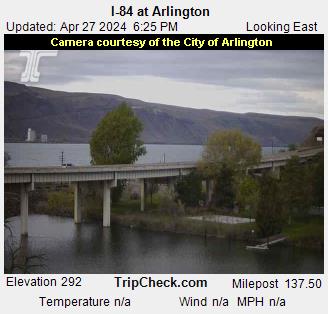 I-84 at Arlington
Updated: Apr 27 2024 6:25 PM Looking East
Camera courtesy of the City of Arlington
Elevation 292 TripCheck.com Milepost 137.50
Temperature n/a Wind n/a MPH n/a